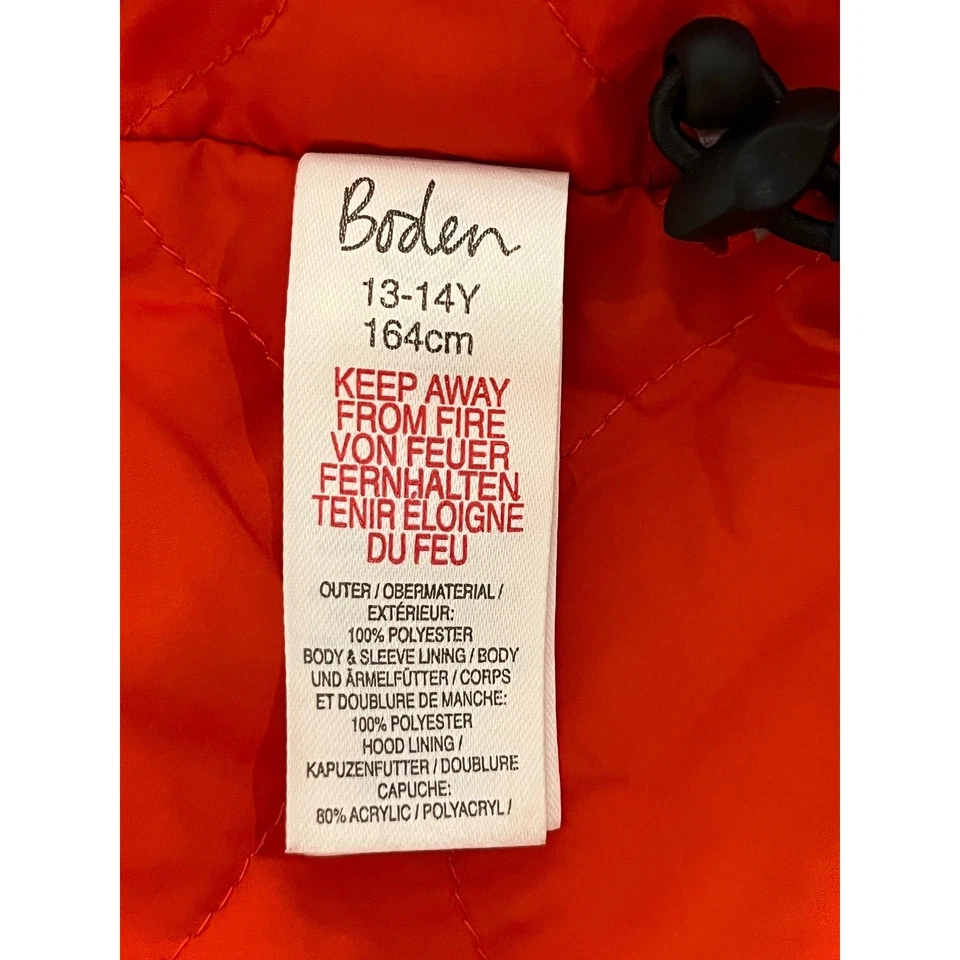 Boden
13-14Y
164cm
KEEP AWAY
FROM FIRE
VON FEUER
FERNHALTEN
TENIR ÉLOIGNE
DU FEU
OUTER / OBERMATERIAL /
EXTÉRIEUR:
100% POLYESTER
BODY & SLEEVE LINING / BODY
UND ÄRMELFÜTTER / CORPS
ET DOUBLURE DE MANCHE:
100% POLYESTER
HOOD LINING /
KAPUZENFUTTER / DOUBLURE
CAPUCHE:
80% ACRYLIC / POLYACRYL /